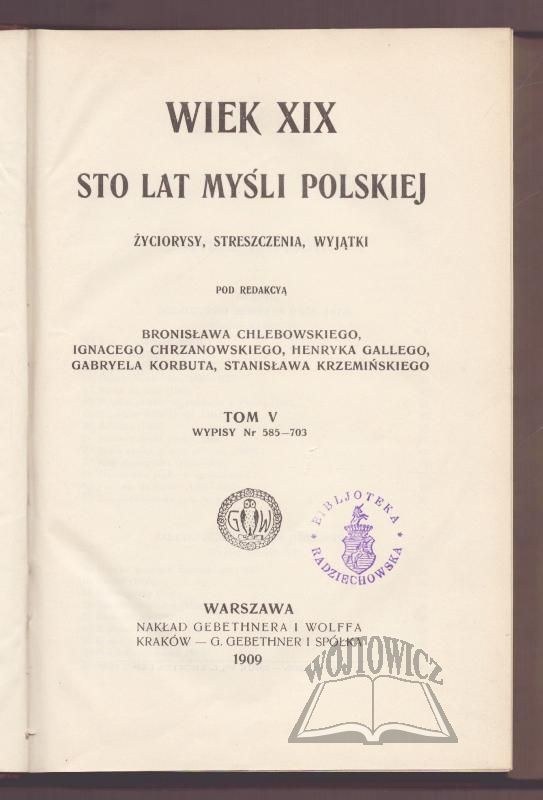 WIEK XIX
STO LAT MYŚLI POLSKIEJ
ŻYCIORYSY, STRESZCZENIA, WYJĄTKI
POD REDAKCYĄ
BRONISŁAWA CHLEBOWSKIEGO,
IGNACEGO CHRZANOWSKIEGO, HENRYKA GALLEGO,
GABRYELA KORBUTA, STANISŁAWA KRZEMIŃSKIEGO
TOM V
WYPISY Nr 585—703
G W
BIBLJOTEKA
RADZIECHOWSKA
WARSZAWA
NAKŁAD GEBETHNERA I WOLFFA
KRAKÓW — G. GEBETHNER I SPÓŁKA
1909
WÓJTOWICZ